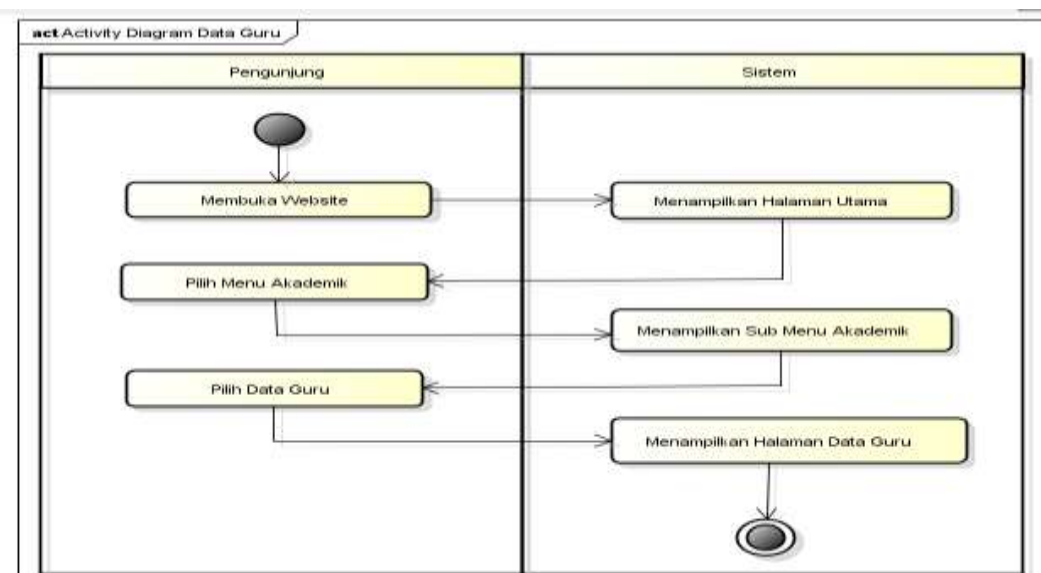 act Activity Diagram Data Guru
Pengunjung
Sistem
Membuka Website
Menampilkan Halaman Utama
Pilih Menu Akademik
Menampilkan Sub Menu Akademik
Pilih Data Guru
Menampilkan Halaman Data Guru